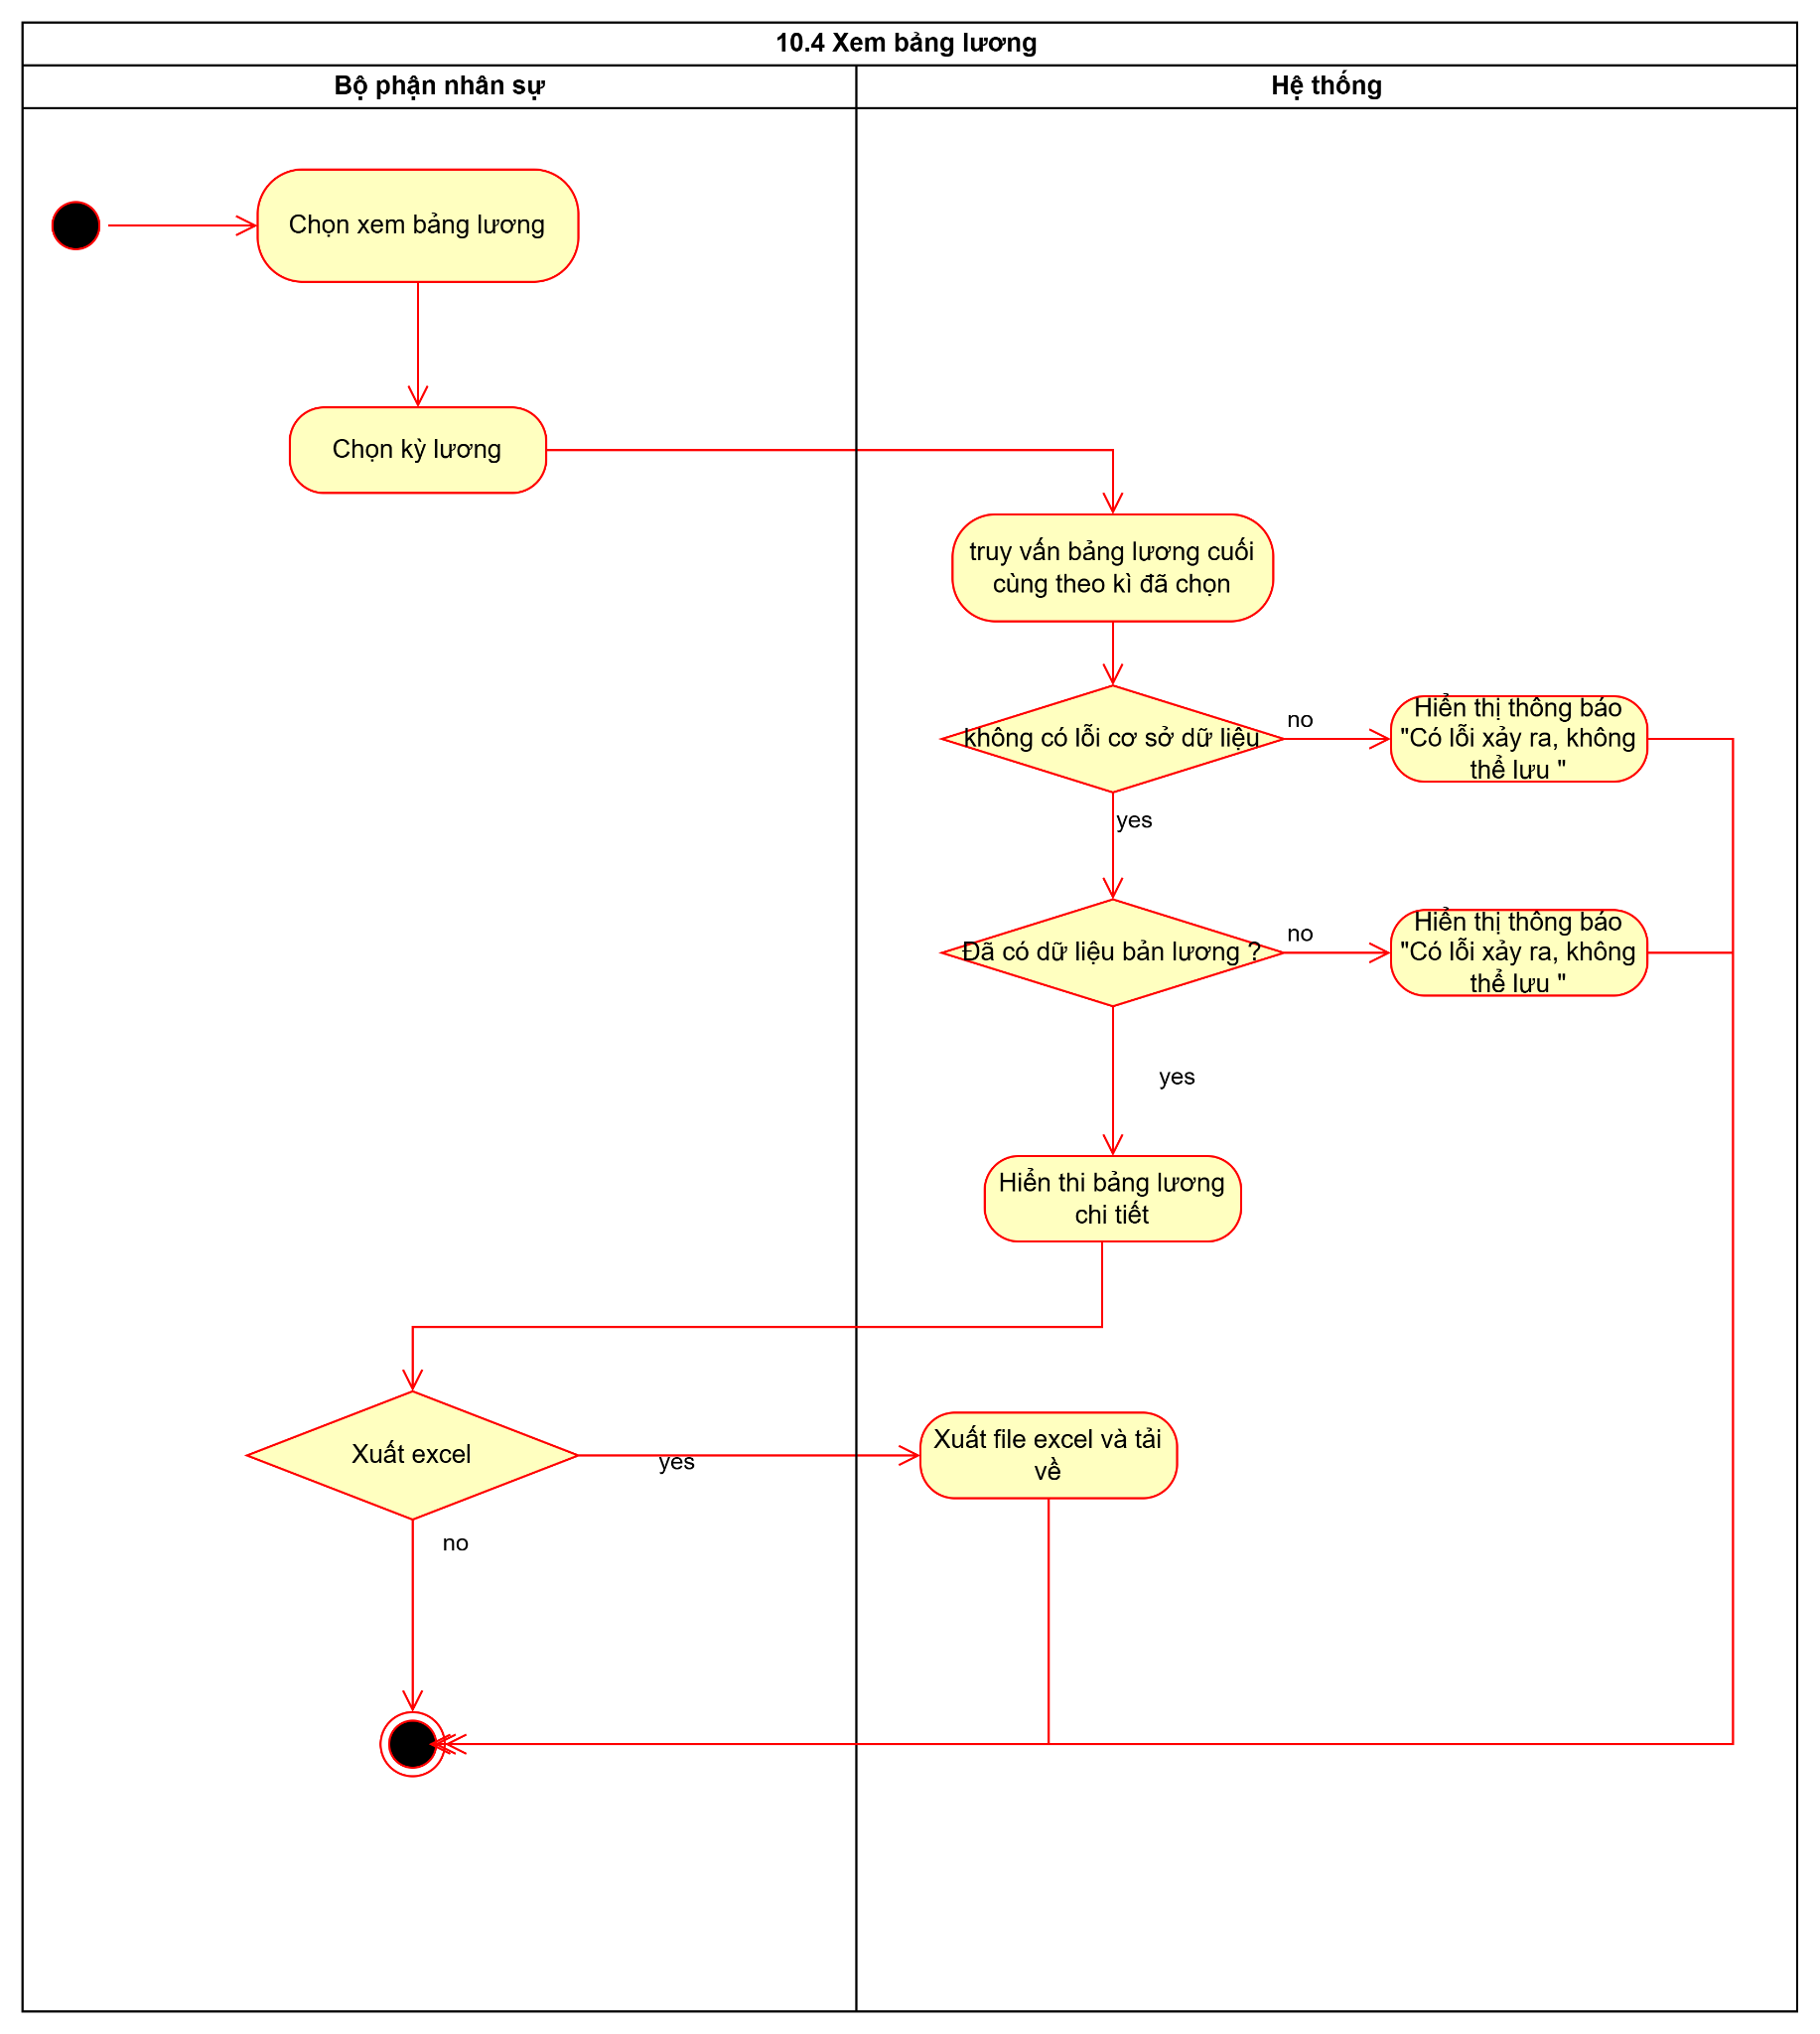 10.4 Xem bảng lương
Bộ phận nhân sự
Hệ thống
Chọn xem bảng lương
Chọn kỳ lương
truy vấn bảng lương cuối
cùng theo kì đã chọn
không có lỗi cơ sở dữ liệu
no
Hiển thị thông báo
"Có lỗi xảy ra, không
thể lưu "
yes
Đã có dữ liệu bản lương ?
no
Hiển thị thông báo
"Có lỗi xảy ra, không
thể lưu "
yes
Hiển thi bảng lương
chi tiết
Xuất excel
yes
Xuất file excel và tải
về
no